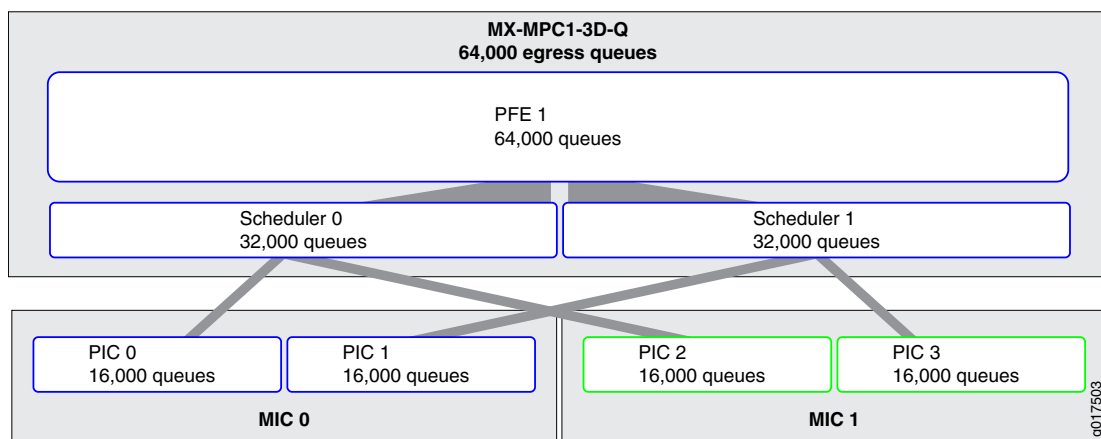 MX-MPC1-3D-Q
64,000 egress queues
PFE 1
64,000 queues
Scheduler 0
32,000 queues
Scheduler 1
32,000 queues
PIC 0
16,000 queues
PIC 1
16,000 queues
PIC 2
16,000 queues
PIC 3
16,000 queues
MIC 0
MIC 1
g017503